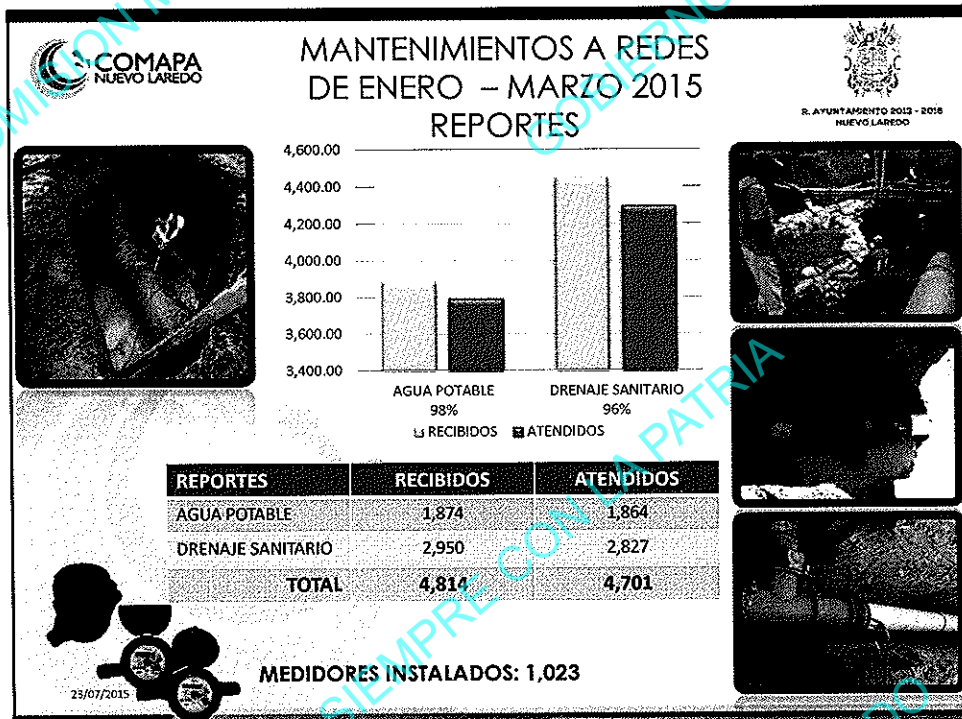 COMAPA
NUEVO LAREDO
MANTENIMIENTOS A REDES
DE ENERO – MARZO 2015
REPORTES
R. AYUNTAMIENTO 2013 - 2016
NUEVO LAREDO
4,600.00
4,400.00
4,200.00
4,000.00
3,800.00
3,600.00
3,400.00
AGUA POTABLE
98%
DRENAJE SANITARIO
96%
RECIBIDOS ATENDIDOS
REPORTES RECIBIDOS ATENDIDOS
AGUA POTABLE 1,874 1,864
DRENAJE SANITARIO 2,950 2,827
TOTAL 4,814 4,701
MEDIDORES INSTALADOS: 1,023
23/07/2015
GOBIERNO
SIEMPRE CON LA PATRIA